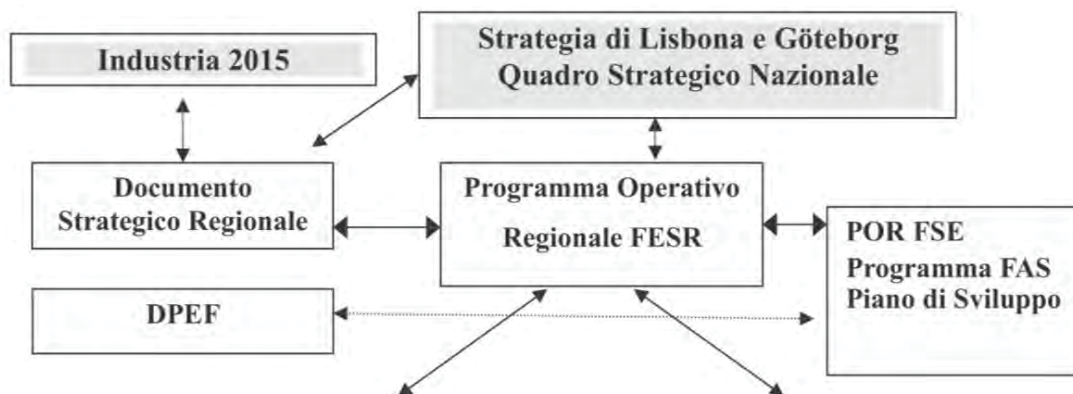 Industria 2015
Strategia di Lisbona e Göteborg
Quadro Strategico Nazionale
Documento
Strategico Regionale
Programma Operativo
Regionale FESR
POR FSE
Programma FAS
Piano di Sviluppo
DPEF